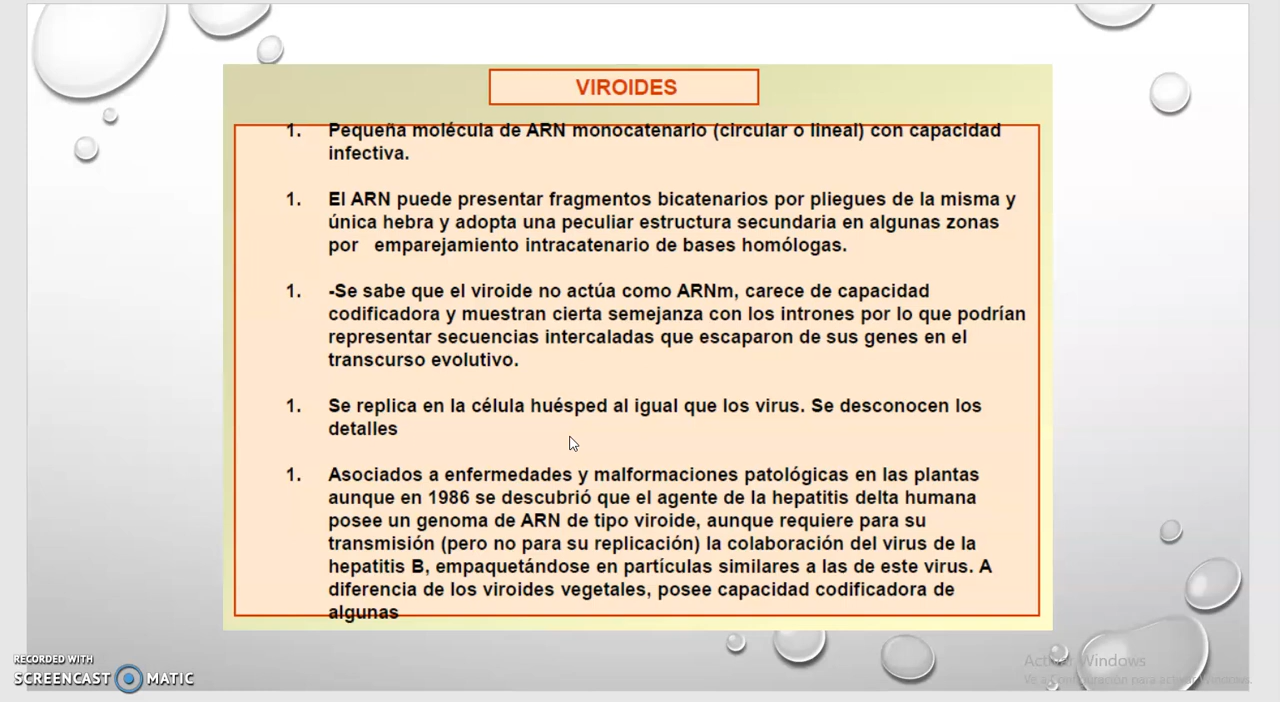 VIROIDES
1. Pequeña molécula de ARN monocatenario (circular o lineal) con capacidad
infectiva.
1. El ARN puede presentar fragmentos bicatenarios por pliegues de la misma y
única hebra y adopta una peculiar estructura secundaria en algunas zonas
por emparejamiento intracatenario de bases homólogas.
1. -Se sabe que el viroide no actúa como ARNm, carece de capacidad
codificadora y muestran cierta semejanza con los intrones por lo que podrían
representar secuencias intercaladas que escaparon de sus genes en el
transcurso evolutivo.
1. Se replica en la célula huésped al igual que los virus. Se desconocen los
detalles
1. Asociados a enfermedades y malformaciones patológicas en las plantas
aunque en 1986 se descubrió que el agente de la hepatitis delta humana
posee un genoma de ARN de tipo viroide, aunque requiere para su
transmisión (pero no para su replicación) la colaboración del virus de la
hepatitis B, empaquetándose en partículas similares a las de este virus. A
diferencia de los viroides vegetales, posee capacidad codificadora de
algunas
RECORDED WITH
SCREENCAST MATIC
Activar Windows
Ve a Configuración para activar Windows.